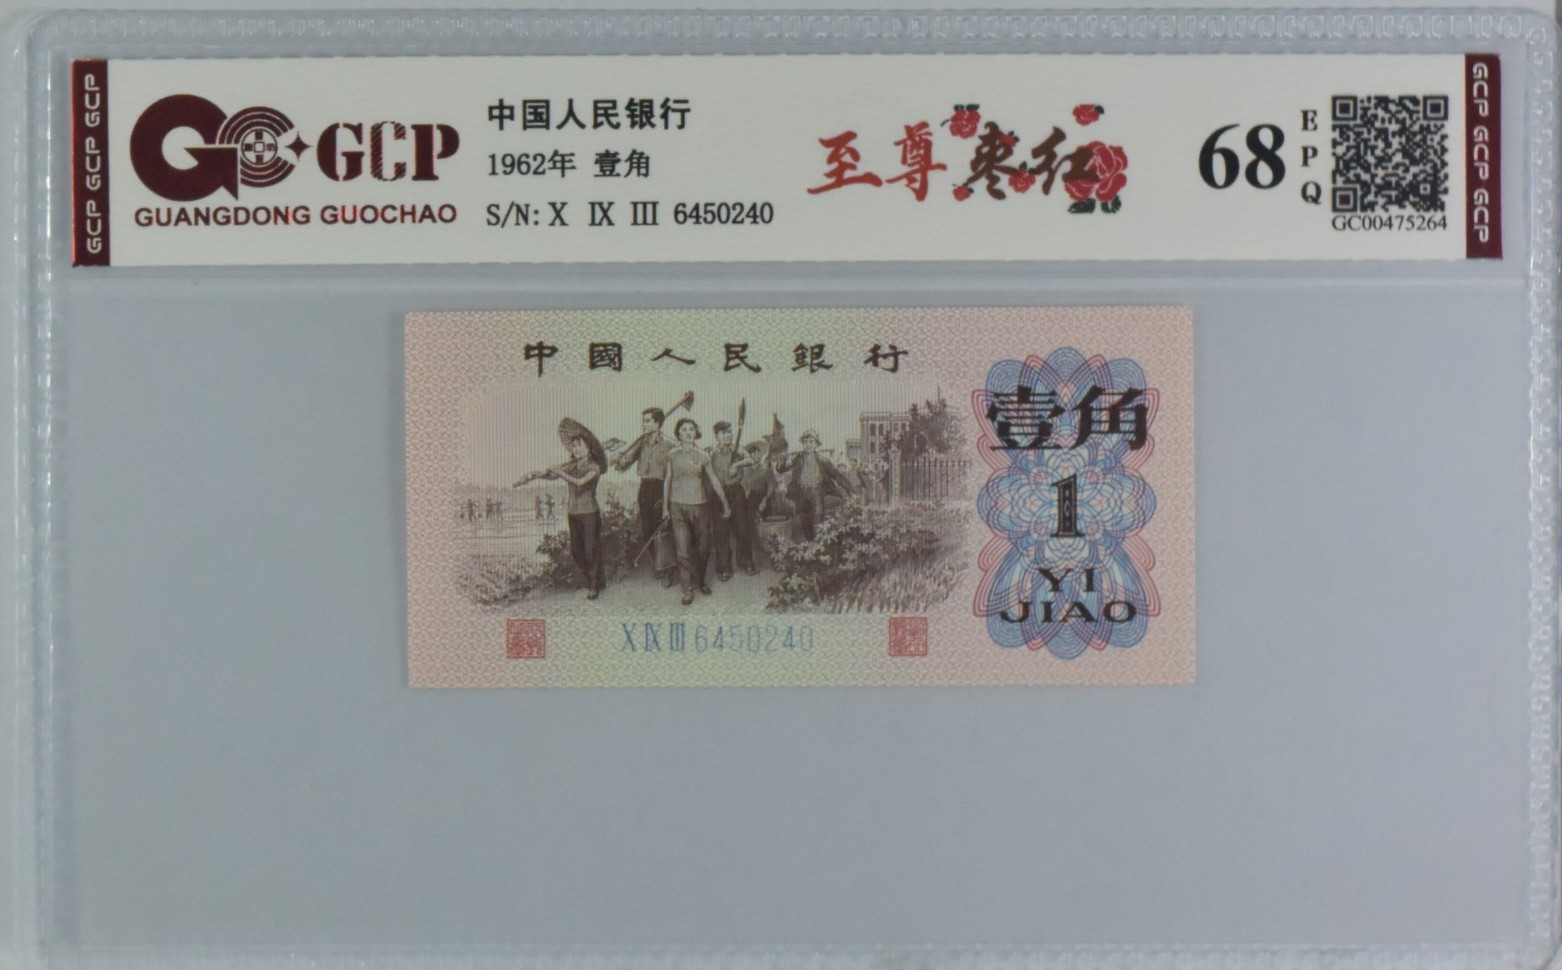 GCP GCP GCP
GCP
GUANGDONG GUOCHAO
中国人民银行
1962年 壹角
S/N: X Ⅸ Ⅲ 6450240
至尊枣红
68
EPQ
GC00475264
GCP GCP GCP
中國人民銀行
壹角
1
YI
JIAO
X Ⅸ Ⅲ 6450240